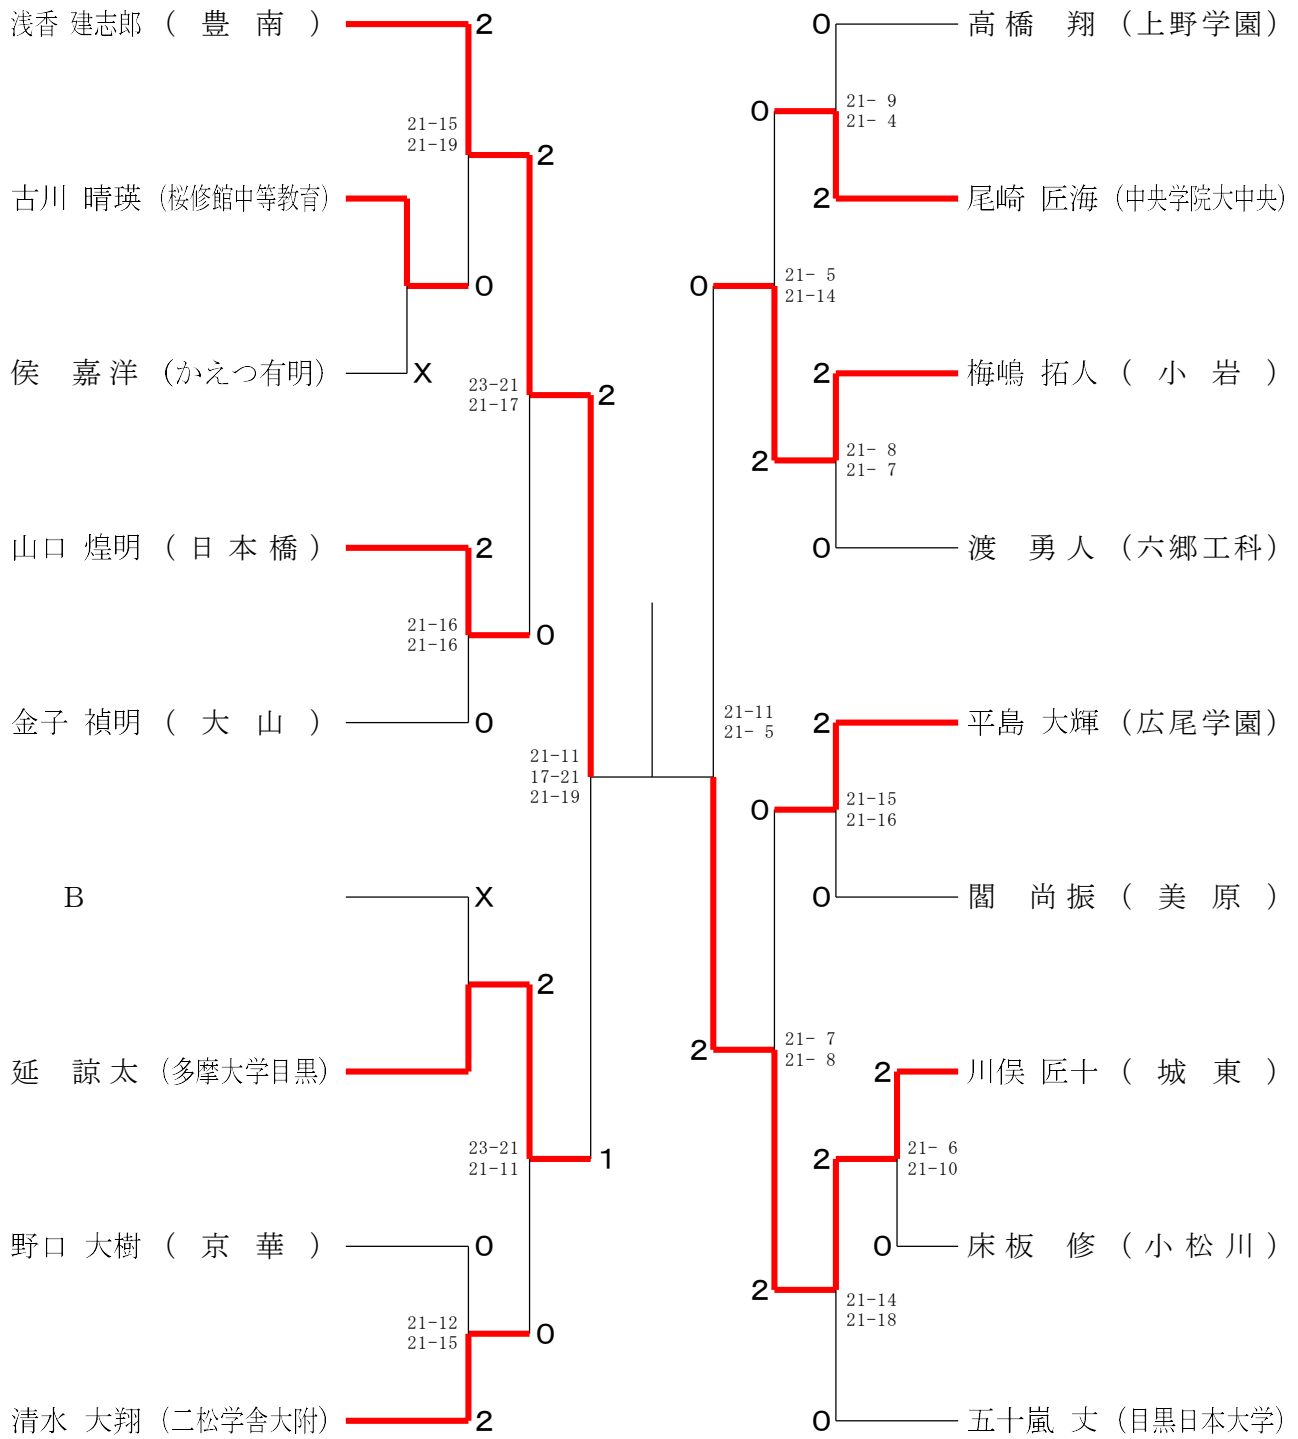 浅香 建志郎 ( 豊 南 )
2
21-15
21-19
2
古川 晴瑛 (桜修館中等教育)
0
侯 嘉洋 (かえつ有明)
X
23-21
21-17
2
山口 煌明 ( 日 本 橋 )
2
21-16
21-16
0
金子 禎明 ( 大 山 )
0
21-11
17-21
21-19
B
X
2
延 諒太 (多摩大学目黒)
23-21
21-11
1
野口 大樹 ( 京 華 )
0
21-12
21-15
0
清水 大翔 (二松学舎大附)
2
0
高橋 翔 (上野学園)
0
21- 9
21- 4
2
尾崎 匠海 (中央学院大中央)
0
21- 5
21-14
2
梅嶋 拓人 ( 小 岩 )
2
21- 8
21- 7
0
渡 勇人 (六郷工科)
21-11
21- 5
2
平島 大輝 (広尾学園)
0
21-15
21-16
0
閻 尚振 ( 美 原 )
2
21- 7
21- 8
2
川俣 匠十 ( 城 東 )
2
21- 6
21-10
0
床板 修 ( 小 松 川 )
2
21-14
21-18
0
五十嵐 丈 (目黒日本大学)